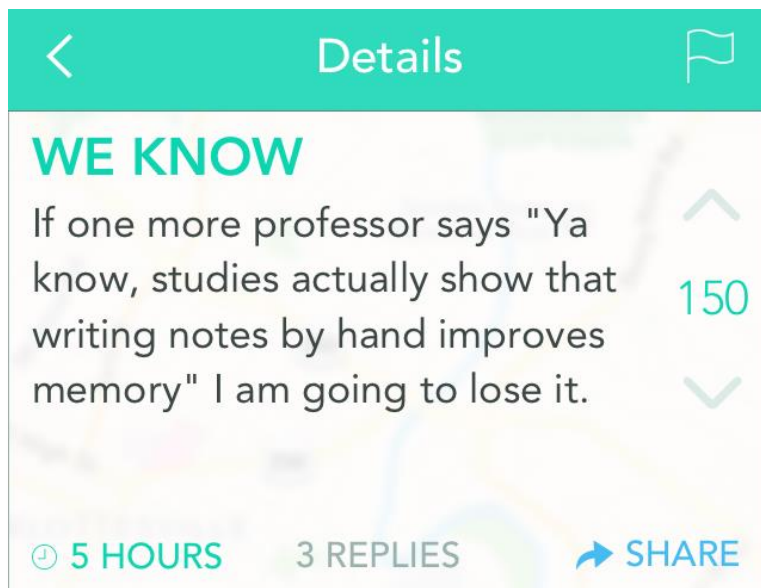 Details
WE KNOW
If one more professor says "Ya
know, studies actually show that
writing notes by hand improves
memory" I am going to lose it.
150
5 HOURS
3 REPLIES
SHARE